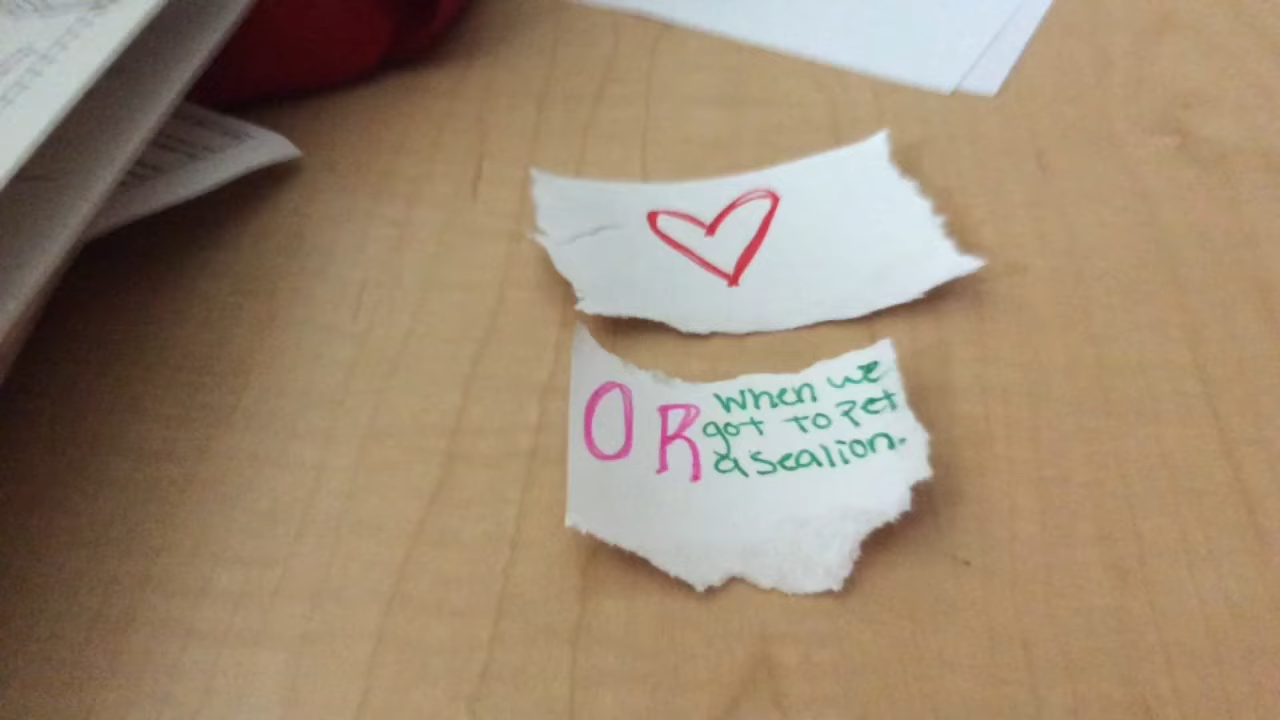 OR when we
got to pet
a sealion.